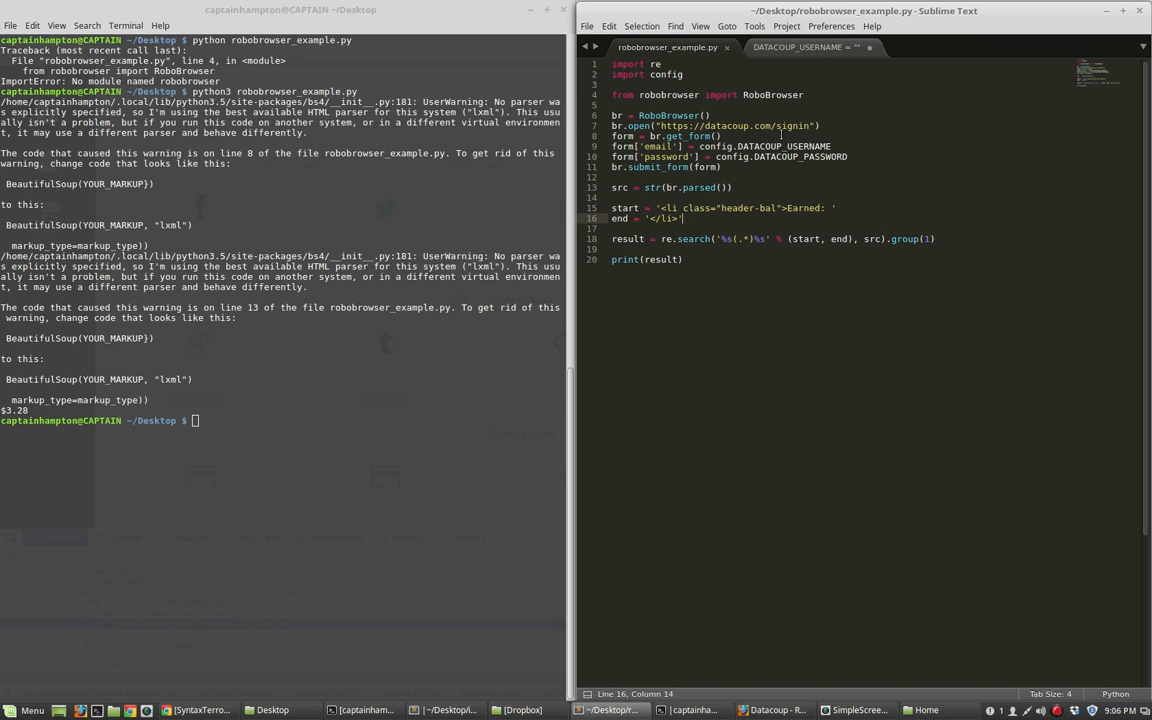 captainhampton@CAPTAIN ~/Desktop
File Edit View Search Terminal Help
captainhampton@CAPTAIN ~/Desktop $ python robobrowser_example.py
Traceback (most recent call last):
File "robobrowser_example.py", line 4, in <module>
from robobrowser import RoboBrowser
ImportError: No module named robobrowser
captainhampton@CAPTAIN ~/Desktop $ python3 robobrowser_example.py
/home/captainhampton/.local/lib/python3.5/site-packages/bs4/__init__.py:181: UserWarning: No parser wa
s explicitly specified, so I'm using the best available HTML parser for this system ("lxml"). This usu
ally isn't a problem, but if you run this code on another system, or in a different virtual environmen
t, it may use a different parser and behave differently.
The code that caused this warning is on line 8 of the file robobrowser_example.py. To get rid of this
warning, change code that looks like this:
BeautifulSoup(YOUR_MARKUP})
to this:
BeautifulSoup(YOUR_MARKUP, "lxml")
markup_type=markup_type))
/home/captainhampton/.local/lib/python3.5/site-packages/bs4/__init__.py:181: UserWarning: No parser wa
s explicitly specified, so I'm using the best available HTML parser for this system ("lxml"). This usu
ally isn't a problem, but if you run this code on another system, or in a different virtual environmen
t, it may use a different parser and behave differently.
The code that caused this warning is on line 13 of the file robobrowser_example.py. To get rid of this
warning, change code that looks like this:
BeautifulSoup(YOUR_MARKUP})
to this:
BeautifulSoup(YOUR_MARKUP, "lxml")
markup_type=markup_type))
$3.28
captainhampton@CAPTAIN ~/Desktop $
~/Desktop/robobrowser_example.py - Sublime Text
File Edit Selection Find View Goto Tools Project Preferences Help
robobrowser_example.py × DATACOUP_USERNAME = ""
1 import re
2 import config
3
4 from robobrowser import RoboBrowser
5
6 br = RoboBrowser()
7 br.open("https://datacoup.com/signin")
8 form = br.get_form()
9 form['email'] = config.DATACOUP_USERNAME
10 form['password'] = config.DATACOUP_PASSWORD
11 br.submit_form(form)
12
13 src = str(br.parsed())
14
15 start = '<li class="header-bal">Earned: '
16 end = '</li>'
17
18 result = re.search('%s(.*)%s' % (start, end), src).group(1)
19
20 print(result)
Line 16, Column 14 Tab Size: 4 Python
Menu [SyntaxTerro... Desktop [captainham... |~/Desktop/i... [Dropbox] ~/Desktop/r... |captainha... Datacoup - R... SimpleScree... Home 1 9:06 PM